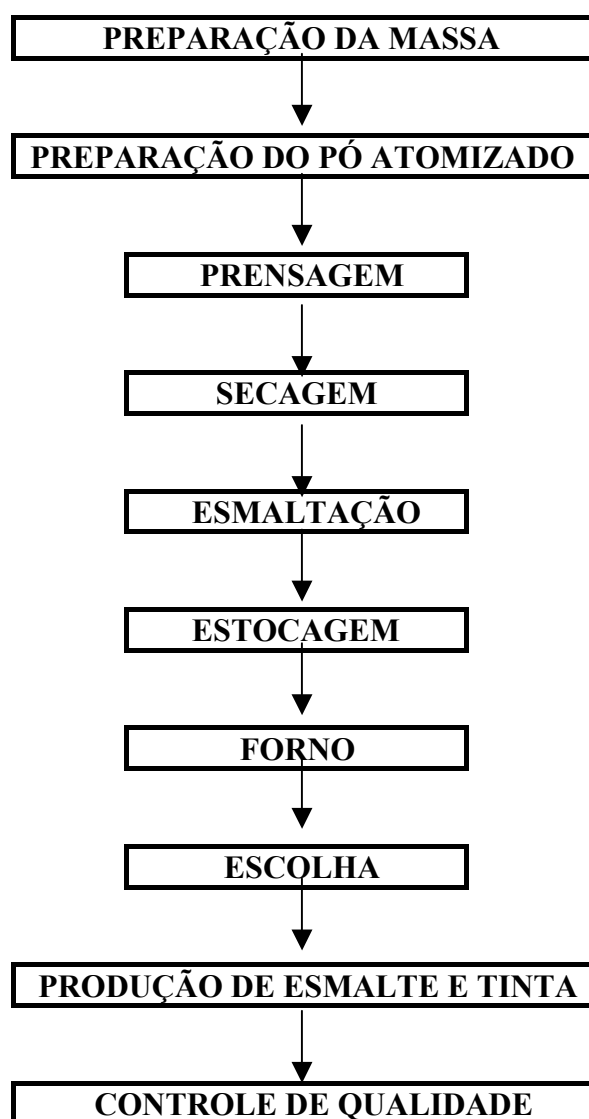 PREPARAÇÃO DA MASSA
PREPARAÇÃO DO PÓ ATOMIZADO
PRENSAGEM
SECAGEM
ESMALTAÇÃO
ESTOCAGEM
FORNO
ESCOLHA
PRODUÇÃO DE ESMALTE E TINTA
CONTROLE DE QUALIDADE